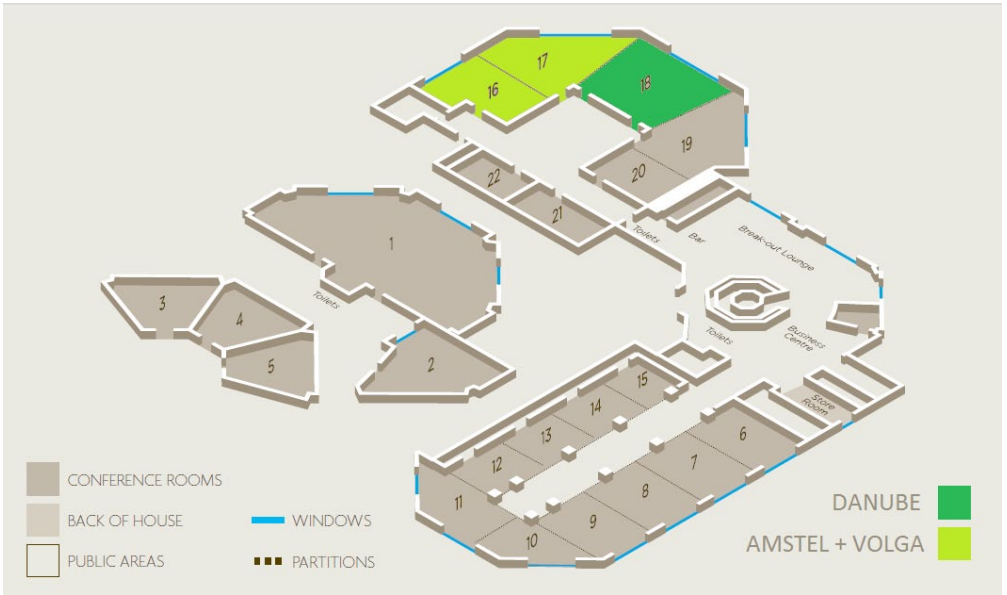 17
16
18
19
20
22
21
Toilets
Bar
Break-out Lounge
1
Toilets
3
4
5
2
Toilets
Business
Centre
Store
Room
15
14
13
12
11
6
7
8
9
10
CONFERENCE ROOMS
BACK OF HOUSE
PUBLIC AREAS
WINDOWS
PARTITIONS
DANUBE
AMSTEL + VOLGA